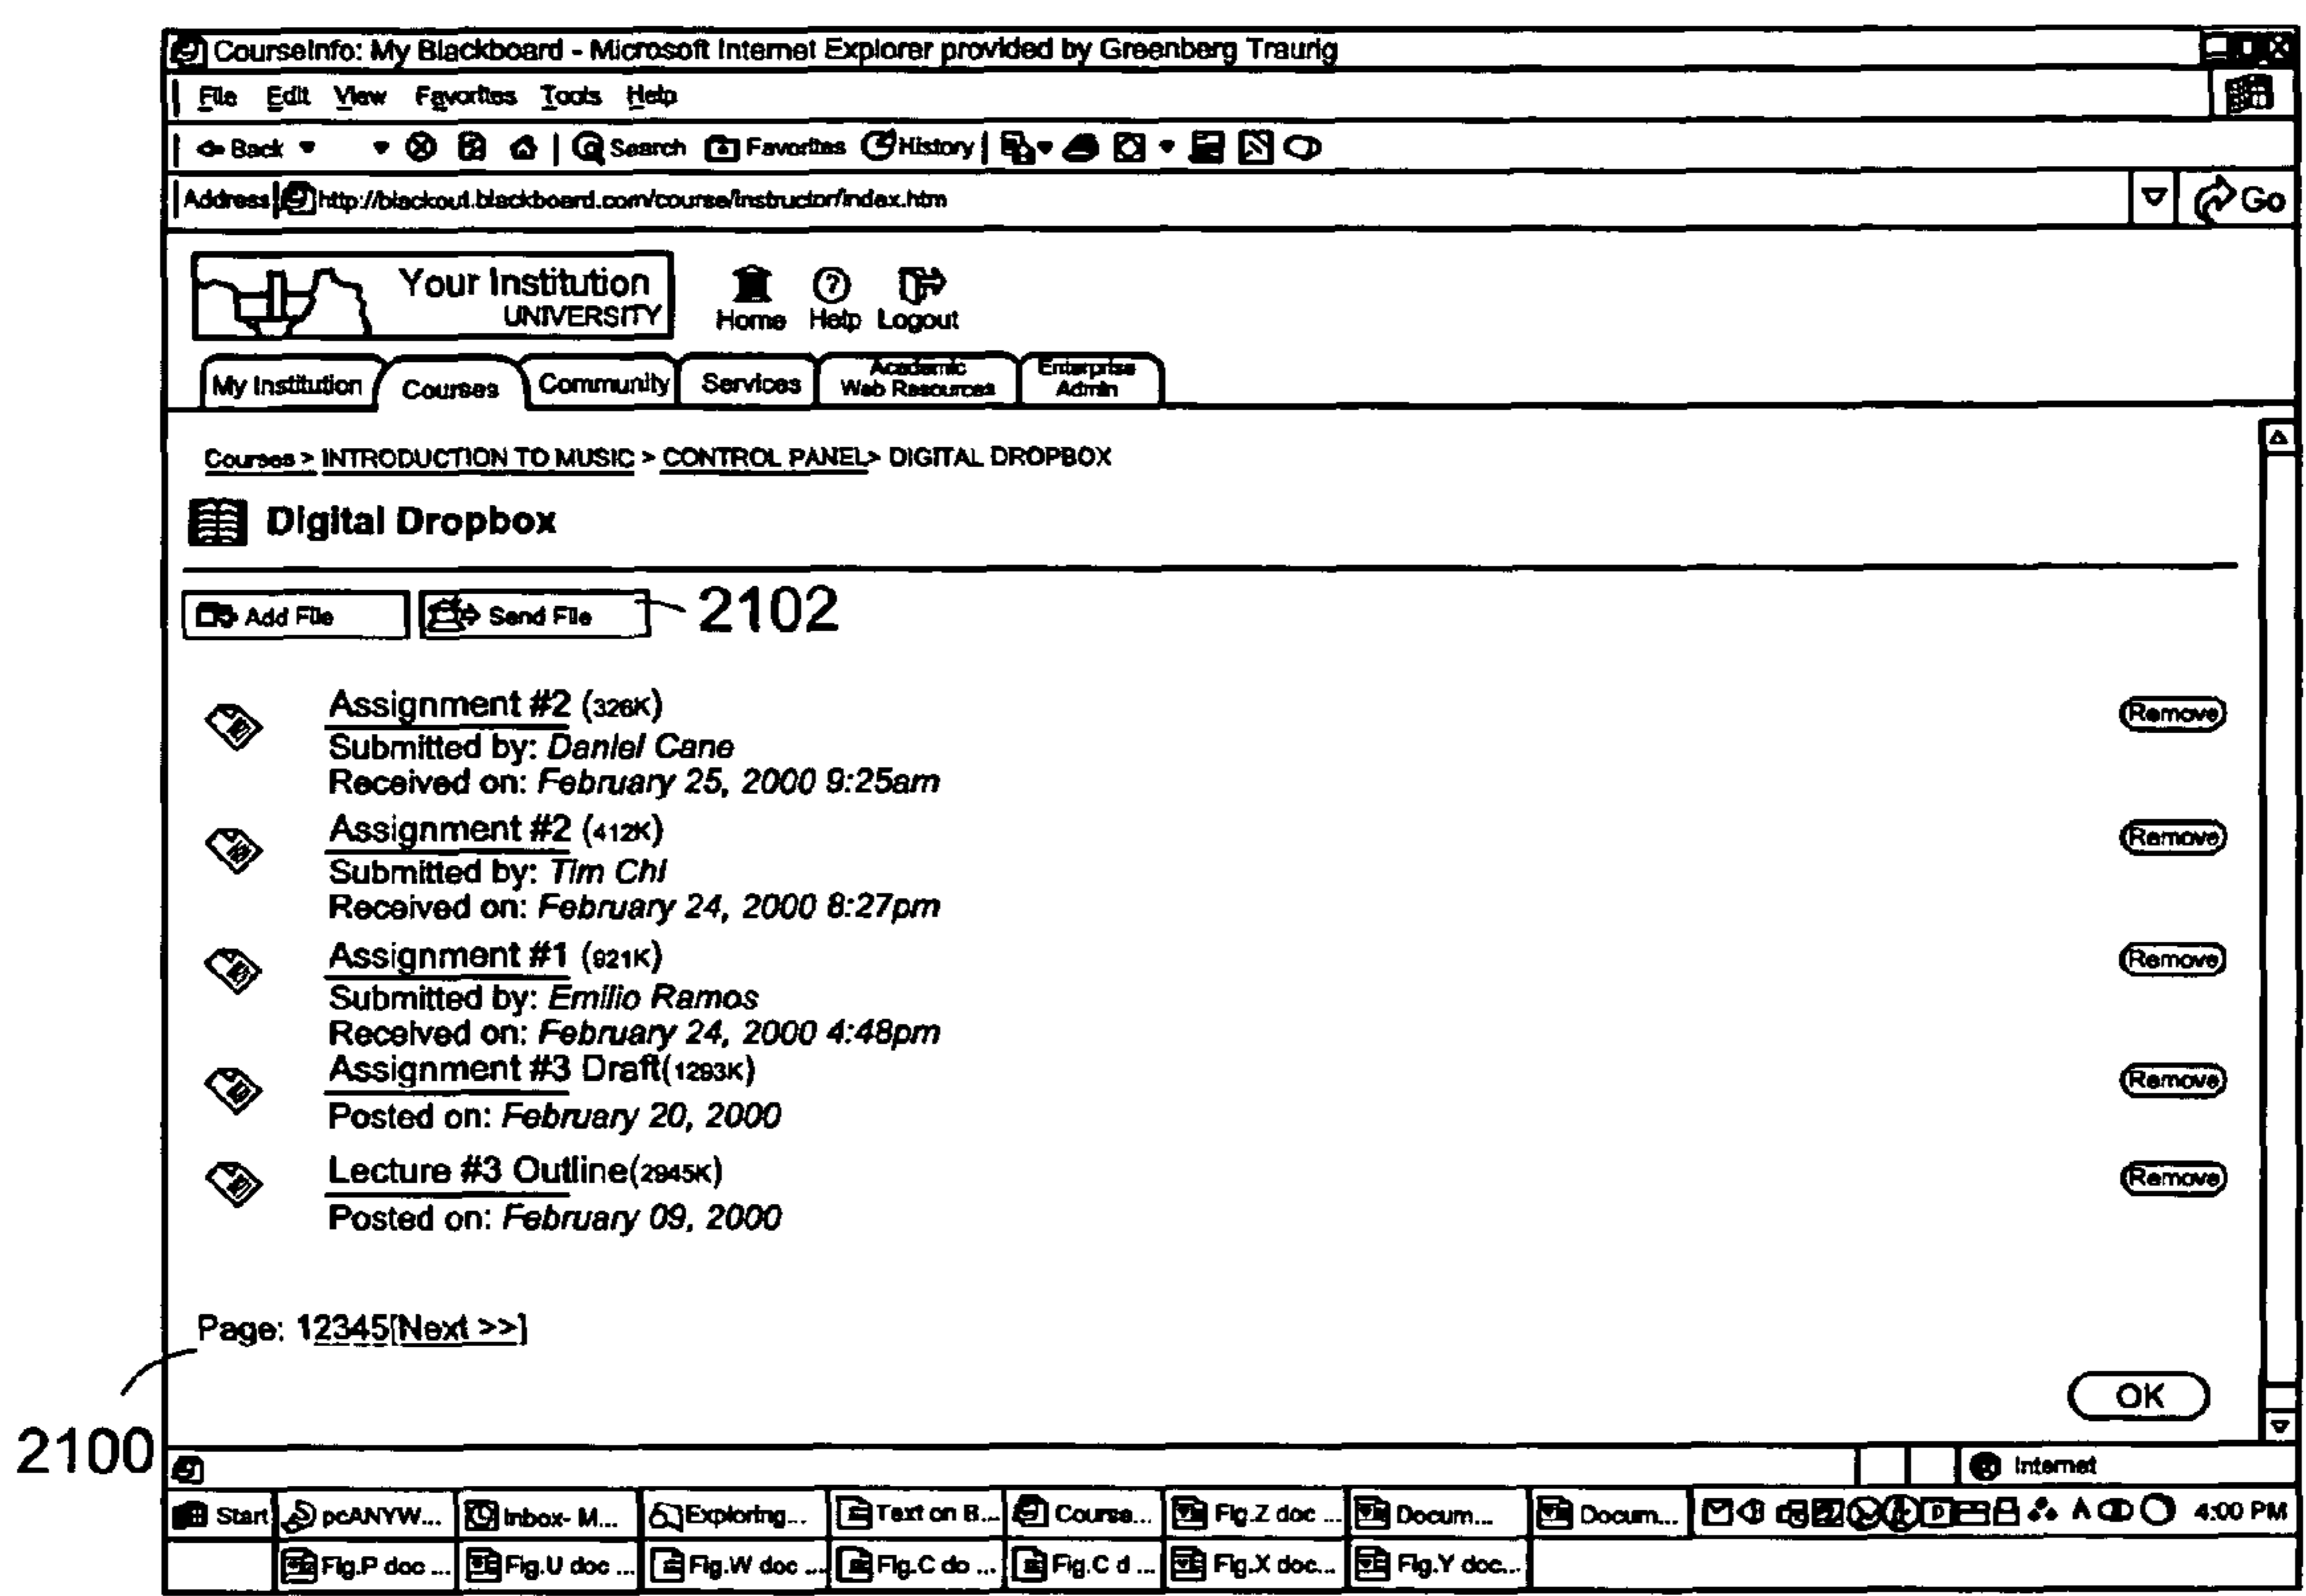 CourseInfo: My Blackboard - Microsoft Internet Explorer provided by Greenberg Traurig
File Edit View Favorites Tools Help
Back Search Favorites History
Address http://blackout.blackboard.com/course/instructor/index.htm Go
Your Institution
UNIVERSITY
Home Help Logout
My Institution Courses Community Services Academic Web Resources Enterprise Admin
Courses > INTRODUCTION TO MUSIC > CONTROL PANEL> DIGITAL DROPBOX
Digital Dropbox
Add File Send File 2102
Assignment #2 (326K) Remove
Submitted by: Daniel Cane
Received on: February 25, 2000 9:25am
Assignment #2 (412K) Remove
Submitted by: Tim Chi
Received on: February 24, 2000 8:27pm
Assignment #1 (921K) Remove
Submitted by: Emilio Ramos
Received on: February 24, 2000 4:48pm
Assignment #3 Draft(1293K) Remove
Posted on: February 20, 2000
Lecture #3 Outline(2945K) Remove
Posted on: February 09, 2000
Page: 12345[Next >>]
OK
2100
Internet
Start pcANYW... Inbox- M... Exploring... Text on B... Course... Fig.Z doc ... Docum... Docum... 4:00 PM
Fig.P doc ... Fig.U doc ... Fig.W doc ... Fig.C do ... Fig.C d ... Fig.X doc... Fig.Y doc...